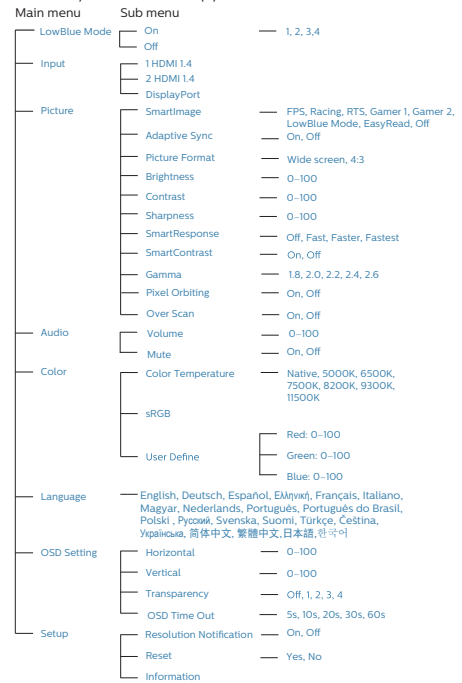 Main menu Sub menu
LowBlue Mode On 1, 2, 3,4
Off
Input 1 HDMI 1.4
2 HDMI 1.4
DisplayPort
Picture SmartImage FPS, Racing, RTS, Gamer 1, Gamer 2,
LowBlue Mode, EasyRead, Off
Adaptive Sync On, Off
Picture Format Wide screen, 4:3
Brightness 0–100
Contrast 0–100
Sharpness 0–100
SmartResponse Off, Fast, Faster, Fastest
SmartContrast On, Off
Gamma 1.8, 2.0, 2.2, 2.4, 2.6
Pixel Orbiting On, Off
Over Scan On, Off
Audio Volume 0–100
Mute On, Off
Color Color Temperature Native, 5000K, 6500K,
7500K, 8200K, 9300K,
11500K
sRGB
Red: 0–100
User Define Green: 0–100
Blue: 0–100
Language English, Deutsch, Español, Ελληνική, Français, Italiano,
Magyar, Nederlands, Português, Português do Brasil,
Polski , Русский, Svenska, Suomi, Türkçe, Čeština,
Українська, 简体中文, 繁體中文,日本語,한국어
OSD Setting Horizontal 0–100
Vertical 0–100
Transparency Off, 1, 2, 3, 4
OSD Time Out 5s, 10s, 20s, 30s, 60s
Setup Resolution Notification On, Off
Reset Yes, No
Information